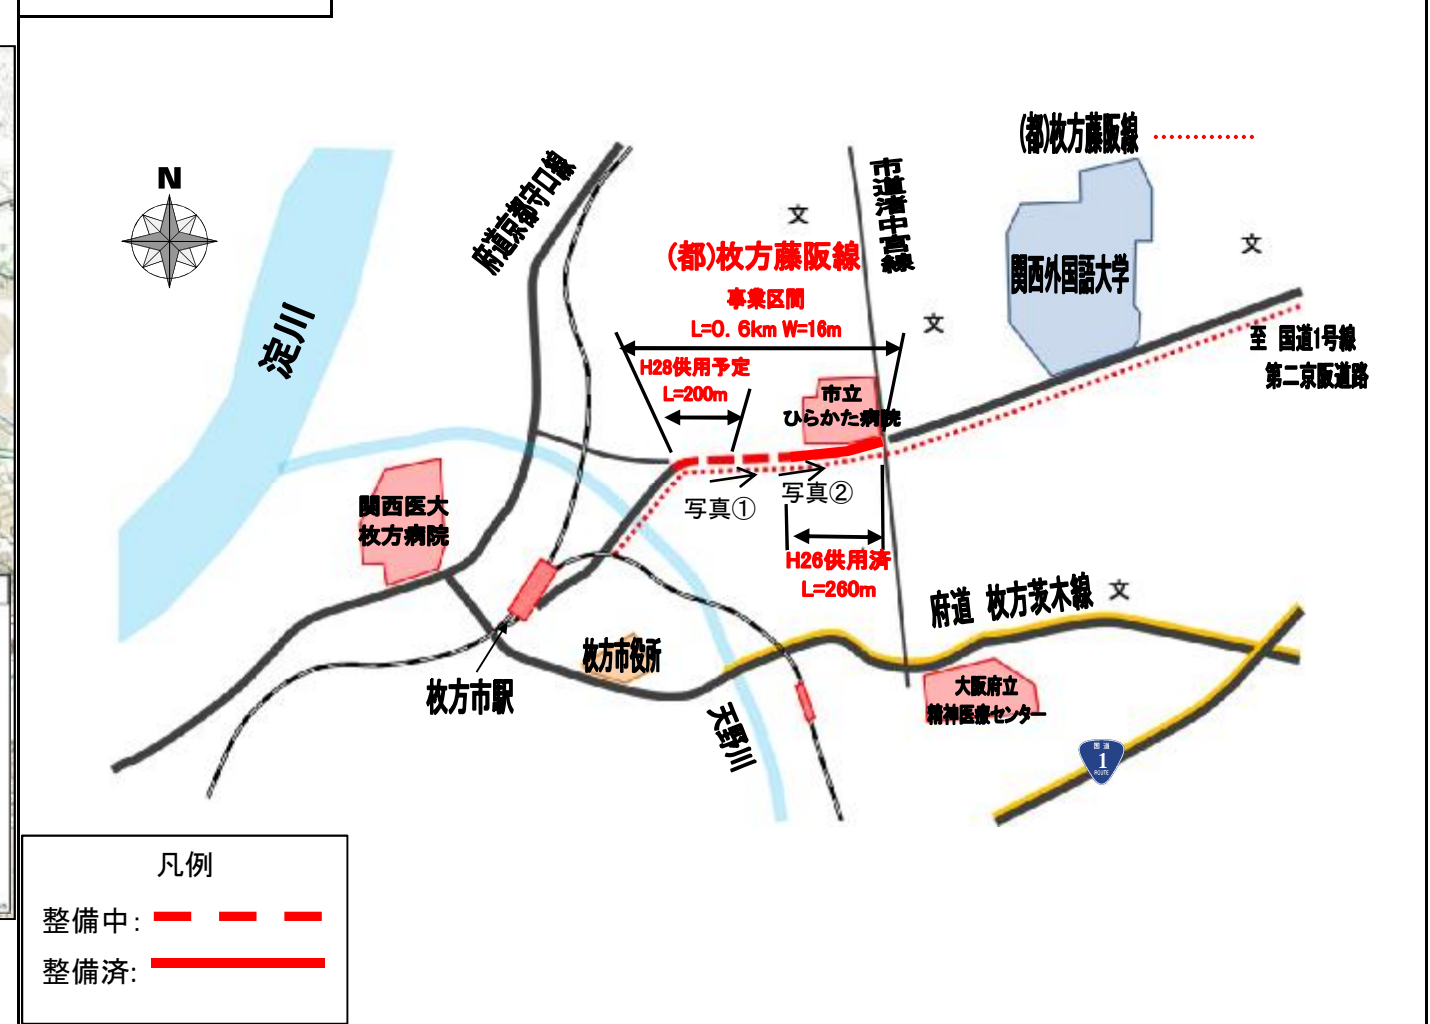 (都)枚方藤阪線
N
府道京都守口線
市道渚中宮線
文
(都)枚方藤阪線
文
関西外国語大学
事業区間
L=0．6km W=16m
文
淀川
至 国道1号線
第二京阪道路
H28供用予定
L=200m
市立
ひらかた病院
写真①
写真②
関西医大
枚方病院
H26供用済
L=260m
府道 枚方茨木線
文
枚方市役所
枚方市駅
大阪府立
精神医療センター
天野川
国道
1
ROUTE
凡例
整備中:
整備済: